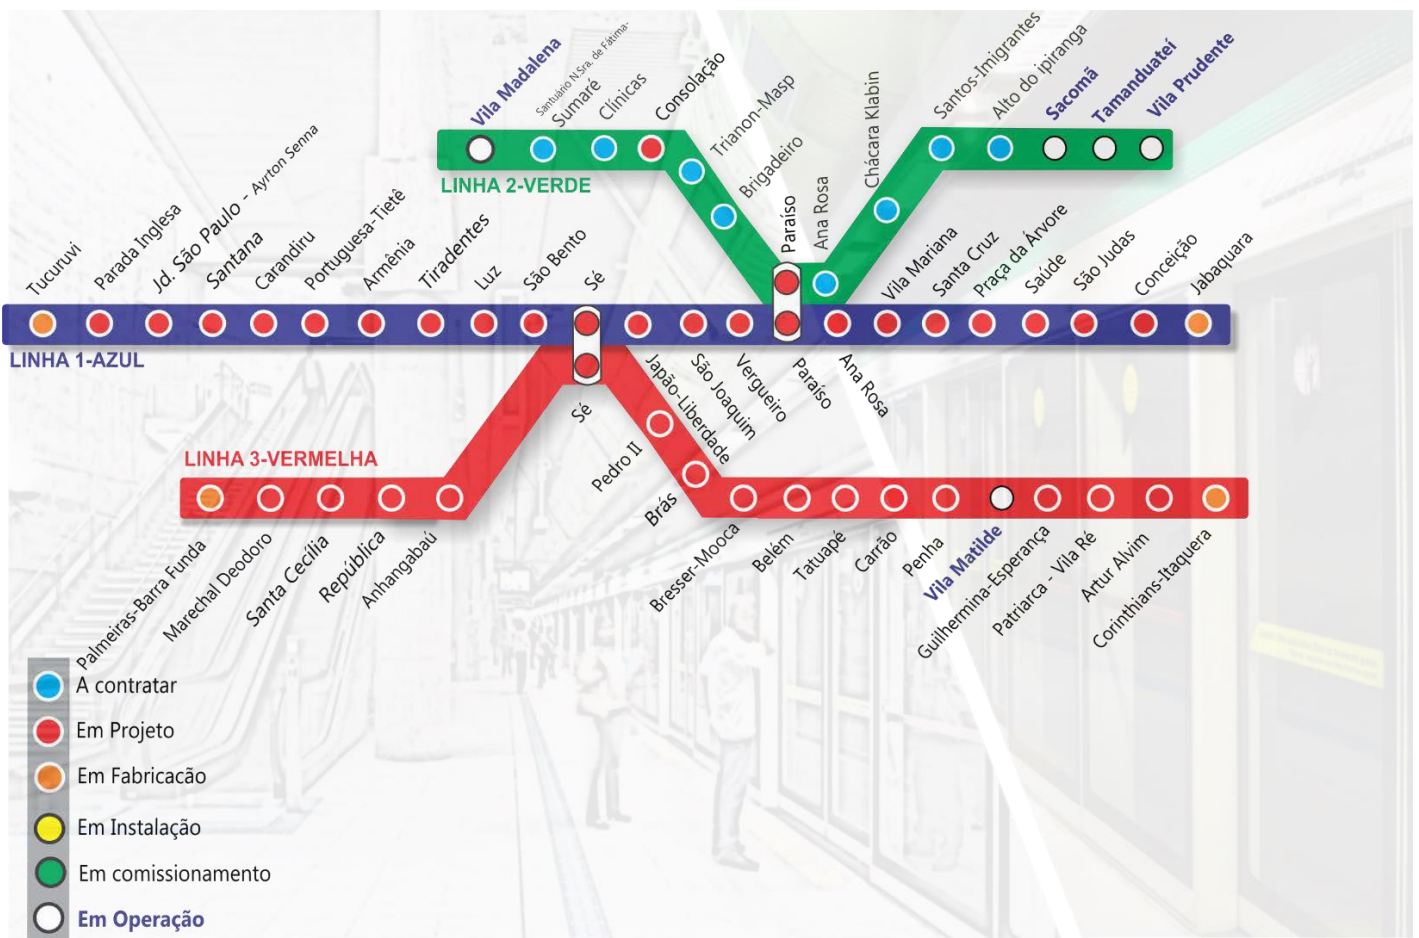 Vila Madalena
Santuário N.Sra. de Fátima-
Sumaré
Clínicas
Consolação
Trianon-Masp
Brigadeiro
Paraíso
Ana Rosa
Chácara Klabin
Santos-Imigrantes
Alto do ipiranga
Sacomã
Tamanduateí
Vila Prudente
LINHA 2-VERDE
Tucuruvi
Parada Inglesa
Jd. São Paulo - Ayrton Senna
Santana
Carandiru
Portuguesa-Tietê
Armênia
Tiradentes
Luz
São Bento
Sé
Vila Mariana
Santa Cruz
Praça da Árvore
Saúde
São Judas
Conceição
Jabaquara
LINHA 1-AZUL
Sé
Japão-Liberdade
São Joaquim
Vergueiro
Paraíso
Ana Rosa
LINHA 3-VERMELHA
Pedro II
Brás
Palmeiras-Barra Funda
Marechal Deodoro
Santa Cecília
República
Anhangabaú
Bresser-Mooca
Belém
Tatuapé
Carrão
Penha
Vila Matilde
Guilhermina-Esperança
Patriarca - Vila Ré
Artur Alvim
Corinthians-Itaquera
A contratar
Em Projeto
Em Fabricacão
Em Instalação
Em comissionamento
Em Operação